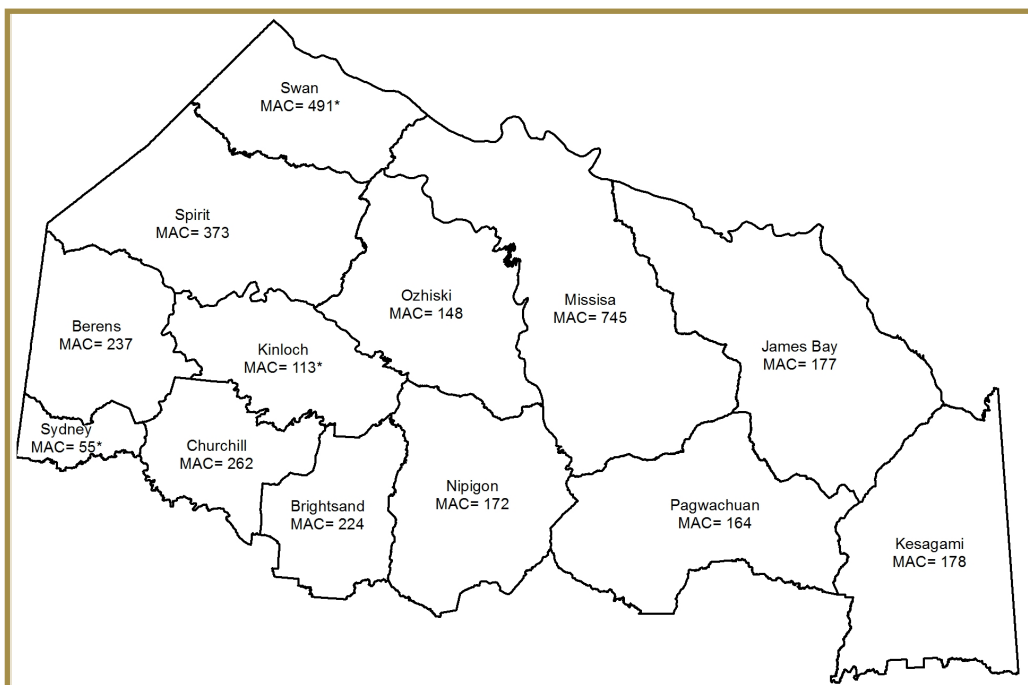 Swan
MAC= 491*
Spirit
MAC= 373
Ozhiski
MAC= 148
Missisa
MAC= 745
Berens
MAC= 237
Kinloch
MAC= 113*
James Bay
MAC= 177
Sydney
MAC= 55*
Churchill
MAC= 262
Brightsand
MAC= 224
Nipigon
MAC= 172
Pagwachuan
MAC= 164
Kesagami
MAC= 178